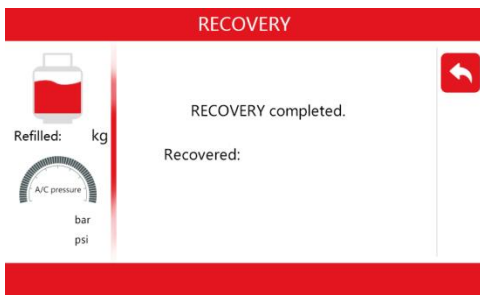 RECOVERY
Refilled: kg
A/C pressure
bar
psi
RECOVERY completed.
Recovered: